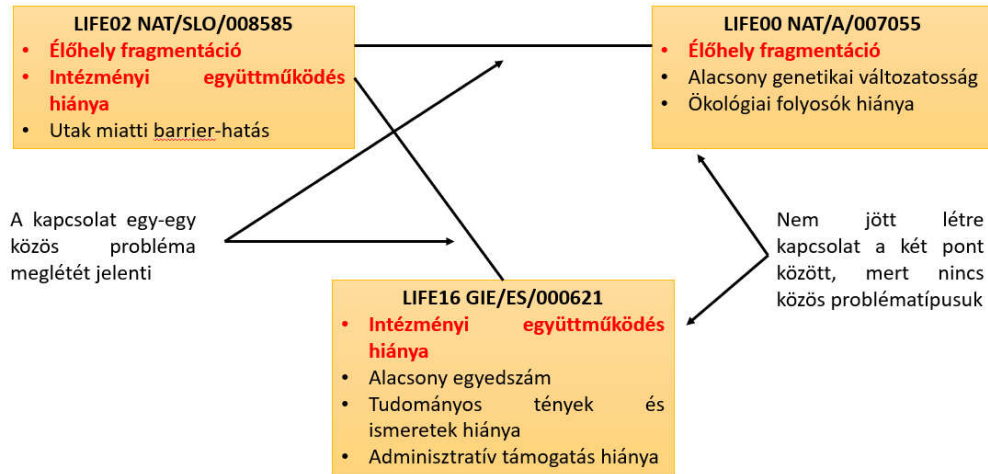 LIFE02 NAT/SLO/008585
• Élőhely fragmentáció
• Intézményi együttműködés
hiánya
• Utak miatti barrier-hatás
LIFE00 NAT/A/007055
• Élőhely fragmentáció
• Alacsony genetikai változatosság
• Ökológiai folyosók hiánya
A kapcsolat egy-egy
közös probléma
meglétét jelenti
Nem jött létre
kapcsolat a két pont
között, mert nincs
közös problématípusuk
LIFE16 GIE/ES/000621
• Intézményi együttműködés
hiánya
• Alacsony egyedszám
• Tudományos tények és
ismeretek hiánya
• Adminisztratív támogatás hiánya